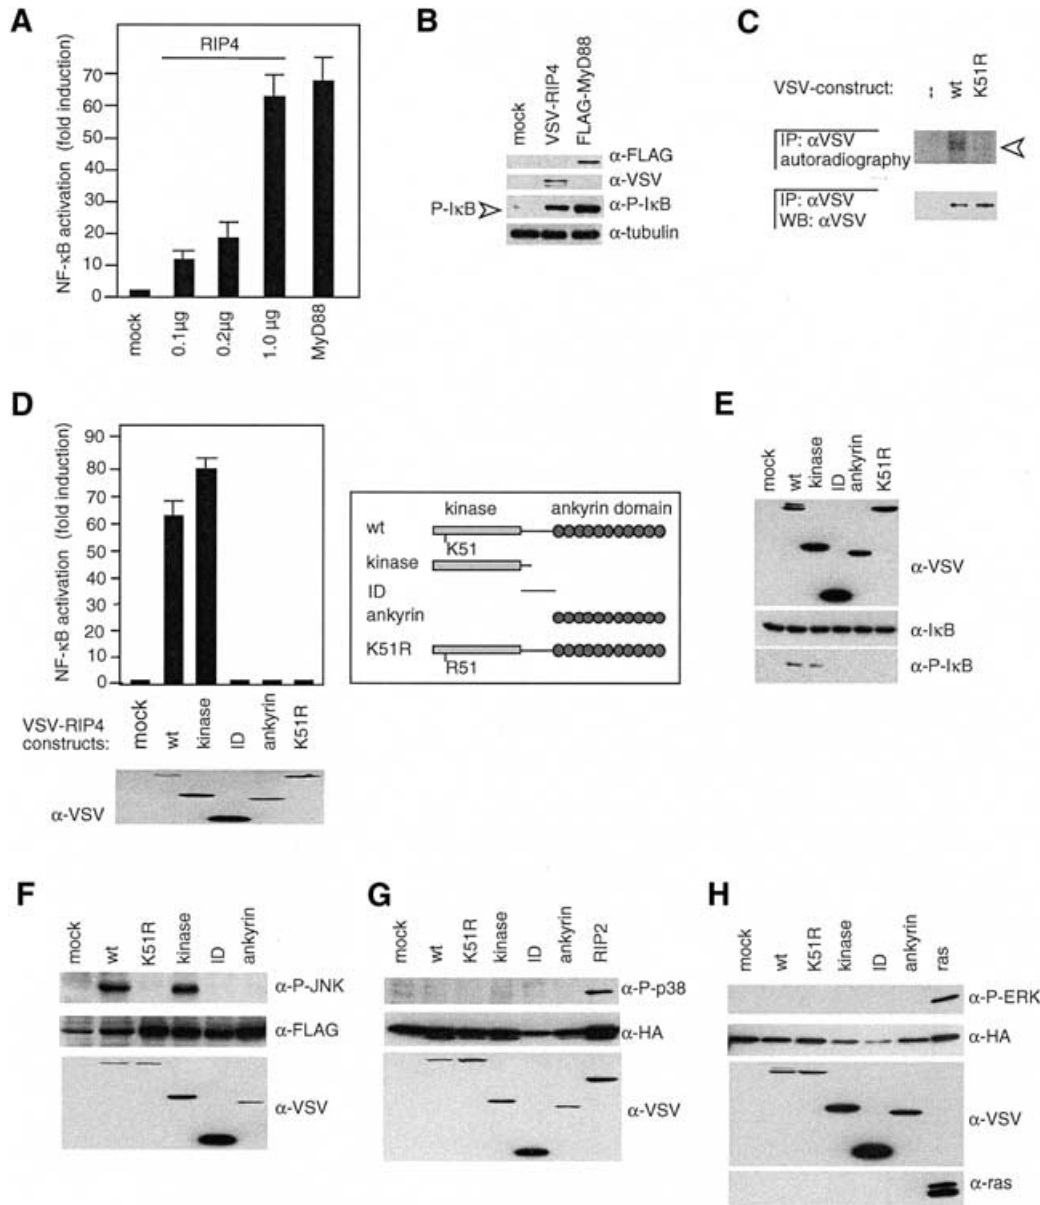 A
RIP4
NF-κB activation (fold induction)
70
60
50
40
30
20
10
0
mock
0.1μg
0.2μg
1.0 μg
MyD88
B
mock
VSV-RIP4
FLAG-MyD88
α-FLAG
α-VSV
P-IκB
α-P-IκB
α-tubulin
C
VSV-construct:
--
wt
K51R
IP: αVSV
autoradiography
IP: αVSV
WB: αVSV
D
NF-κB activation (fold induction)
90
80
70
60
50
40
30
20
10
0
VSV-RIP4
constructs:
mock
wt
kinase
ID
ankyrin
K51R
α-VSV
kinase
ankyrin domain
wt
K51
kinase
ID
ankyrin
K51R
R51
E
mock
wt
kinase
ID
ankyrin
K51R
α-VSV
α-IκB
α-P-IκB
F
mock
wt
K51R
kinase
ID
ankyrin
α-P-JNK
α-FLAG
α-VSV
G
mock
wt
K51R
kinase
ID
ankyrin
RIP2
α-P-p38
α-HA
α-VSV
H
mock
wt
K51R
kinase
ID
ankyrin
ras
α-P-ERK
α-HA
α-VSV
α-ras